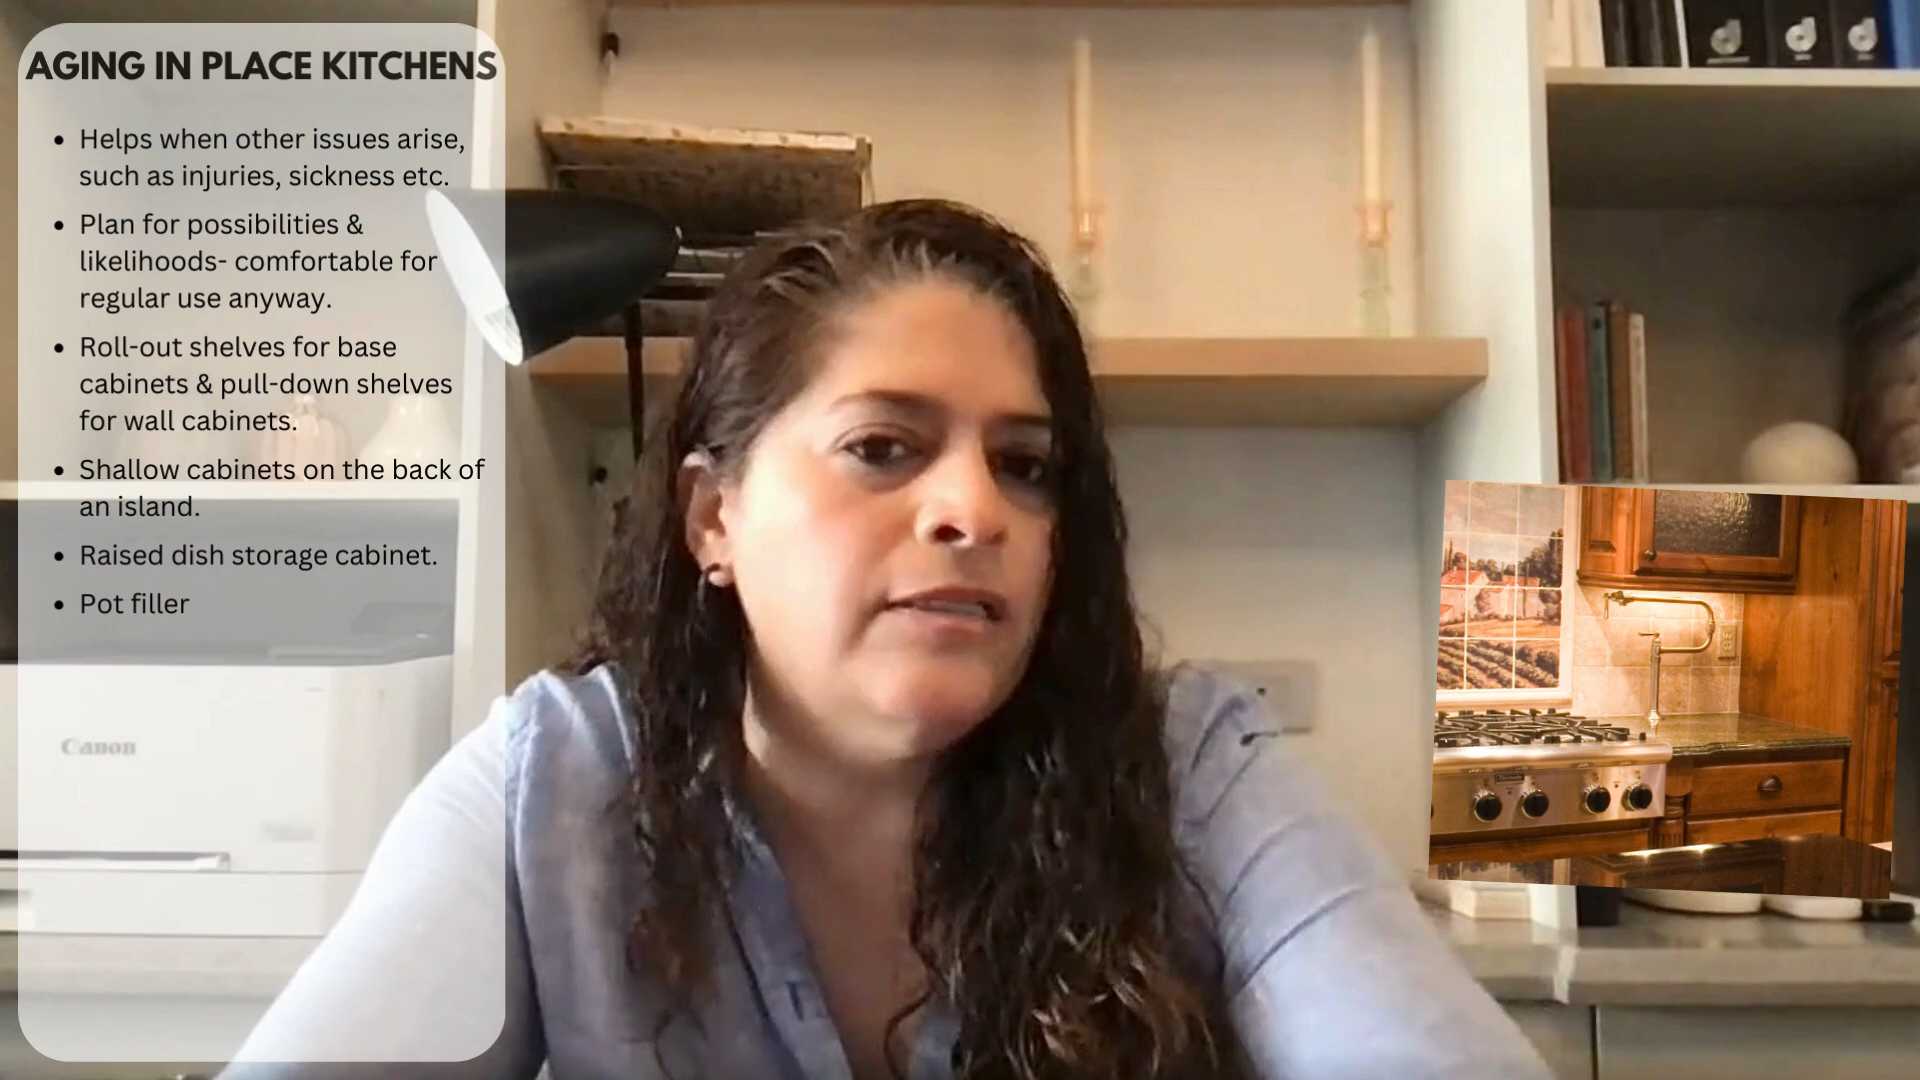 AGING IN PLACE KITCHENS
• Helps when other issues arise,
such as injuries, sickness etc.
• Plan for possibilities &
likelihoods- comfortable for
regular use anyway.
• Roll-out shelves for base
cabinets & pull-down shelves
for wall cabinets.
• Shallow cabinets on the back of
an island.
• Raised dish storage cabinet.
• Pot filler
Canon